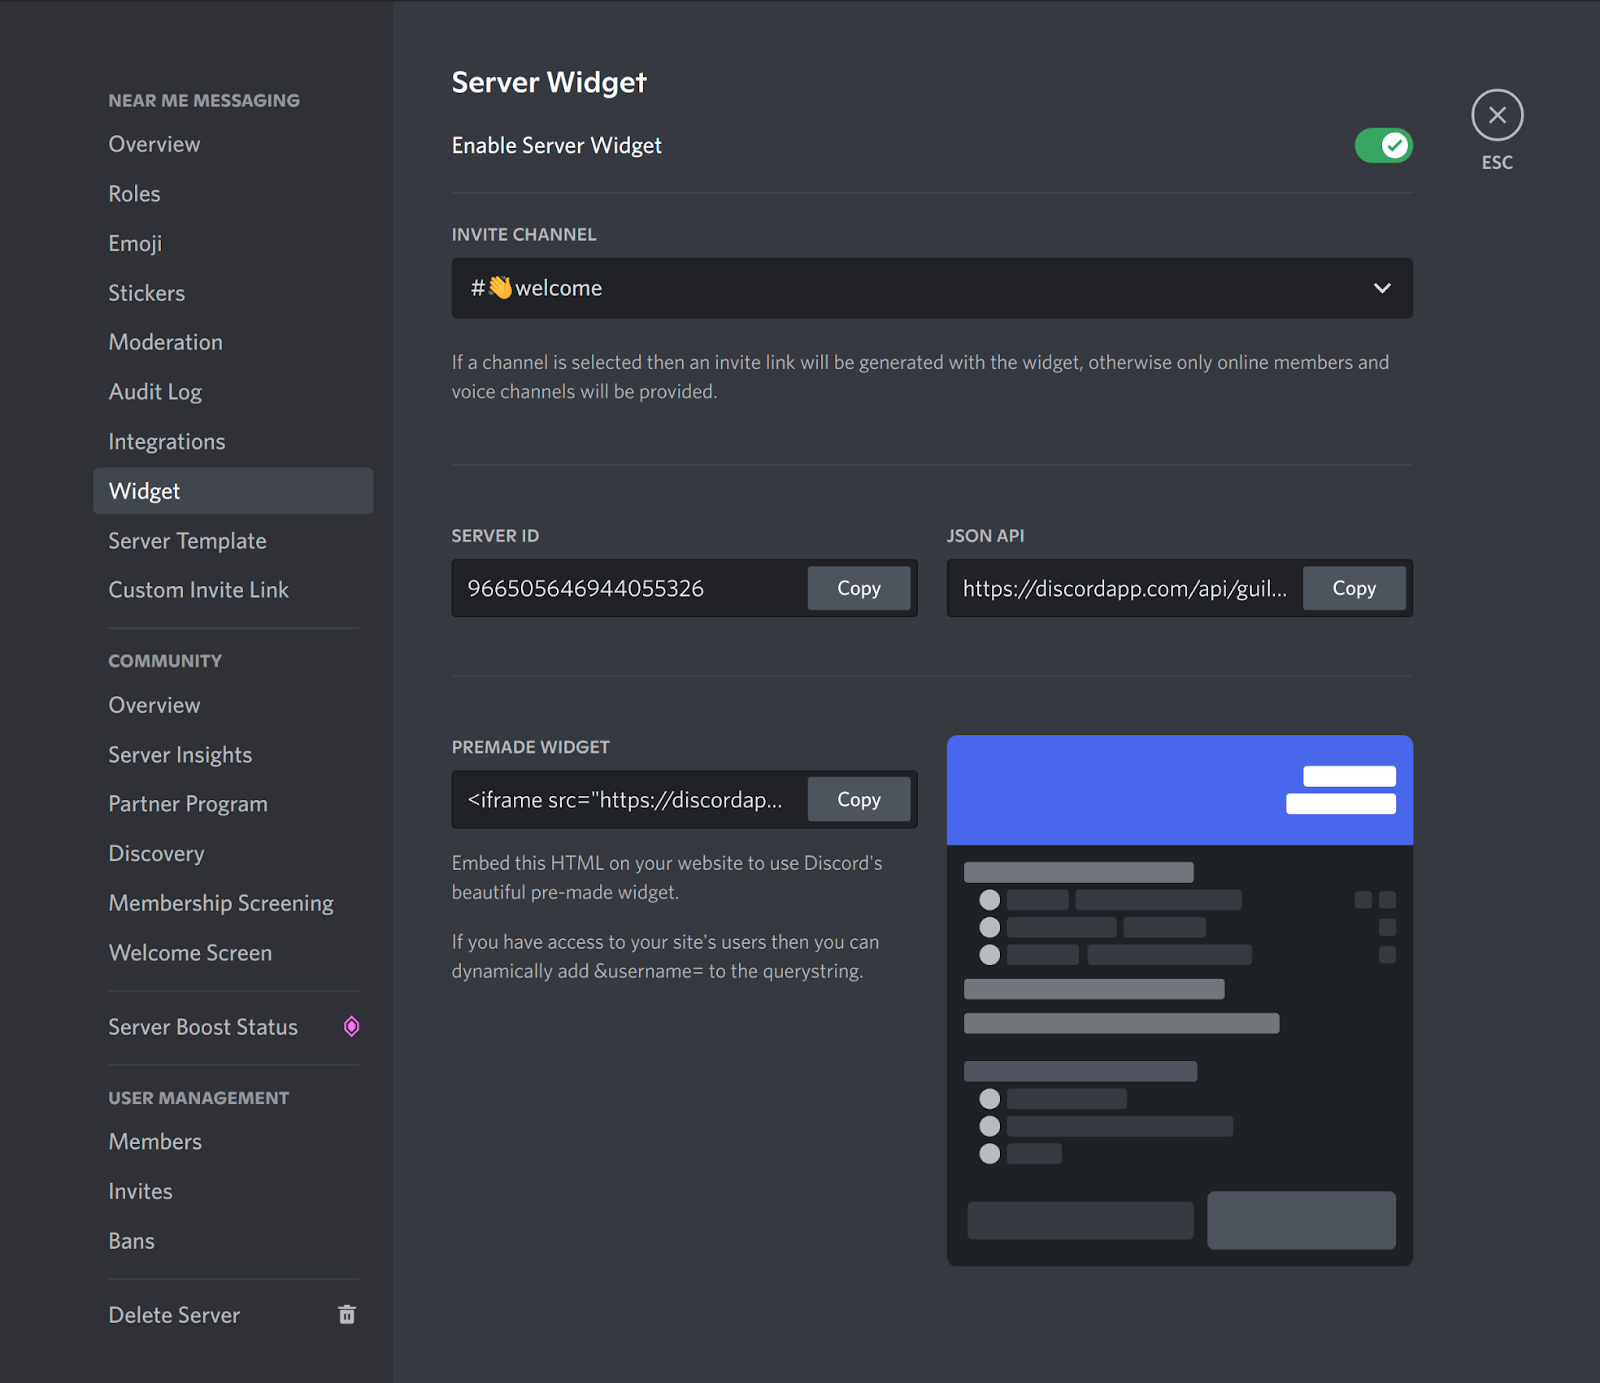 NEAR ME MESSAGING
Overview
Roles
Emoji
Stickers
Moderation
Audit Log
Integrations
Widget
Server Template
Custom Invite Link
COMMUNITY
Overview
Server Insights
Partner Program
Discovery
Membership Screening
Welcome Screen
Server Boost Status
USER MANAGEMENT
Members
Invites
Bans
Delete Server
Server Widget
Enable Server Widget
ESC
INVITE CHANNEL
#👋welcome
If a channel is selected then an invite link will be generated with the widget, otherwise only online members and
voice channels will be provided.
SERVER ID
966505646944055326 Copy
JSON API
https://discordapp.com/api/guil... Copy
PREMADE WIDGET
<iframe src="https://discordap... Copy
Embed this HTML on your website to use Discord's
beautiful pre-made widget.
If you have access to your site's users then you can
dynamically add &username= to the querystring.